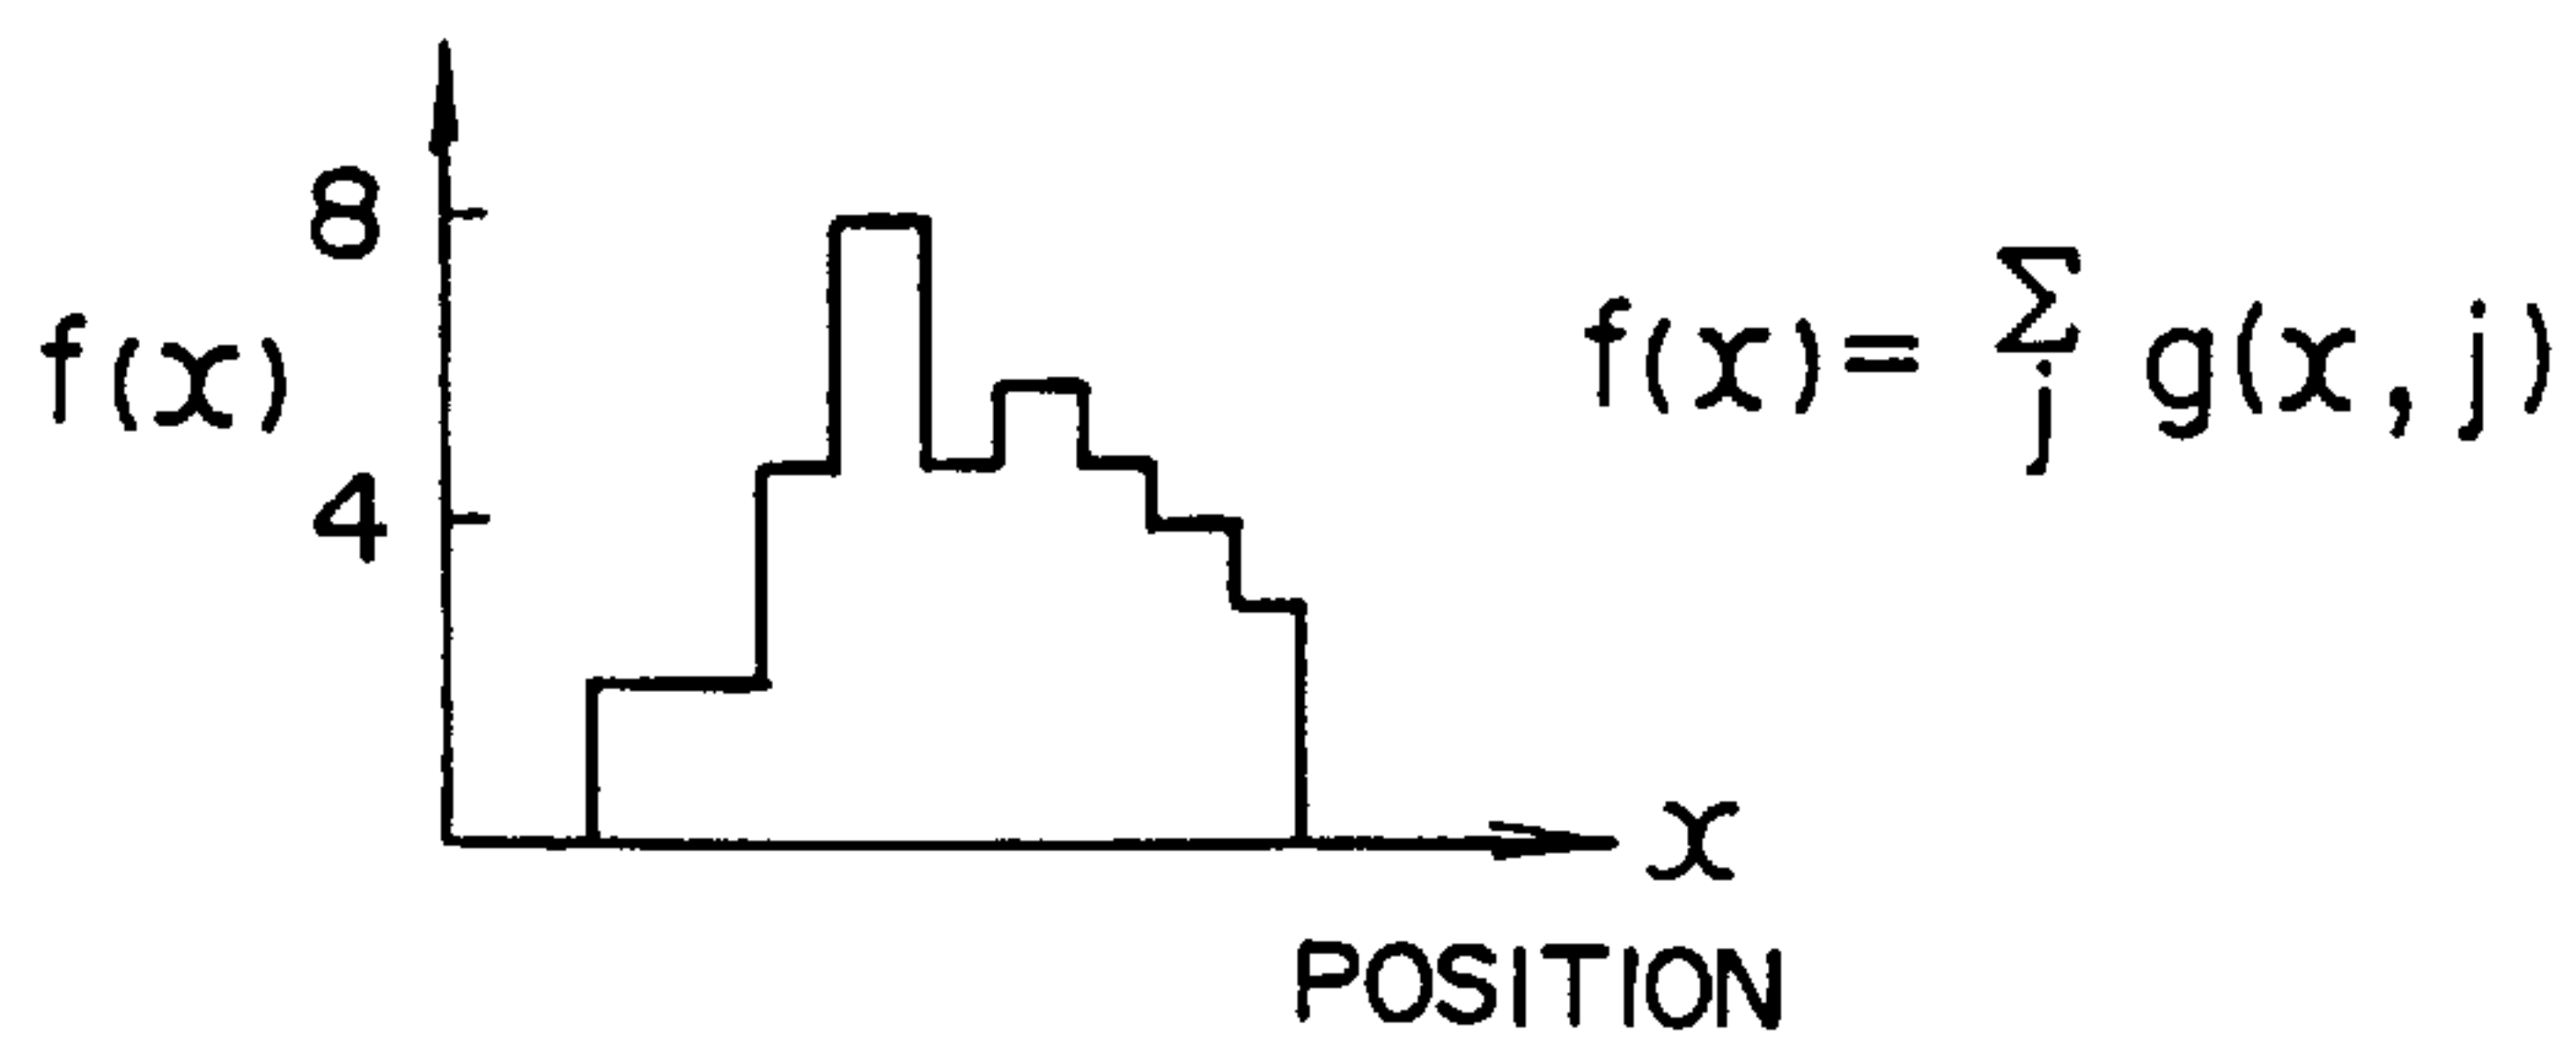 8
f(x)
4
f(x)= Σ g(x, j)
j
x
POSITION